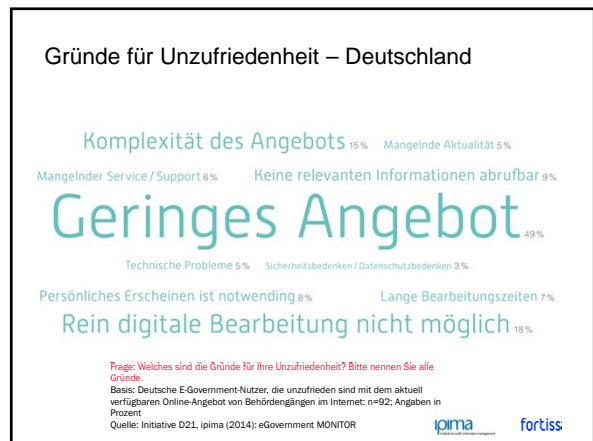 Gründe für Unzufriedenheit – Deutschland
Komplexität des Angebots 15%
Mangelnde Aktualität 5%
Mangelnder Service / Support 6%
Keine relevanten Informationen abrufbar 9%
Geringes Angebot 49%
Technische Probleme 5%
Sicherheitsbedenken / Datenschutzbedenken 3%
Persönliches Erscheinen ist notwending 8%
Lange Bearbeitungszeiten 7%
Rein digitale Bearbeitung nicht möglich 18%
Frage: Welches sind die Gründe für Ihre Unzufriedenheit? Bitte nennen Sie alle
Gründe.
Basis: Deutsche E-Government-Nutzer, die unzufrieden sind mit dem aktuell
verfügbaren Online-Angebot von Behördengängen im Internet: n=92; Angaben in
Prozent
Quelle: Initiative D21, ipima (2014): eGovernment MONITOR
ipima
fortiss